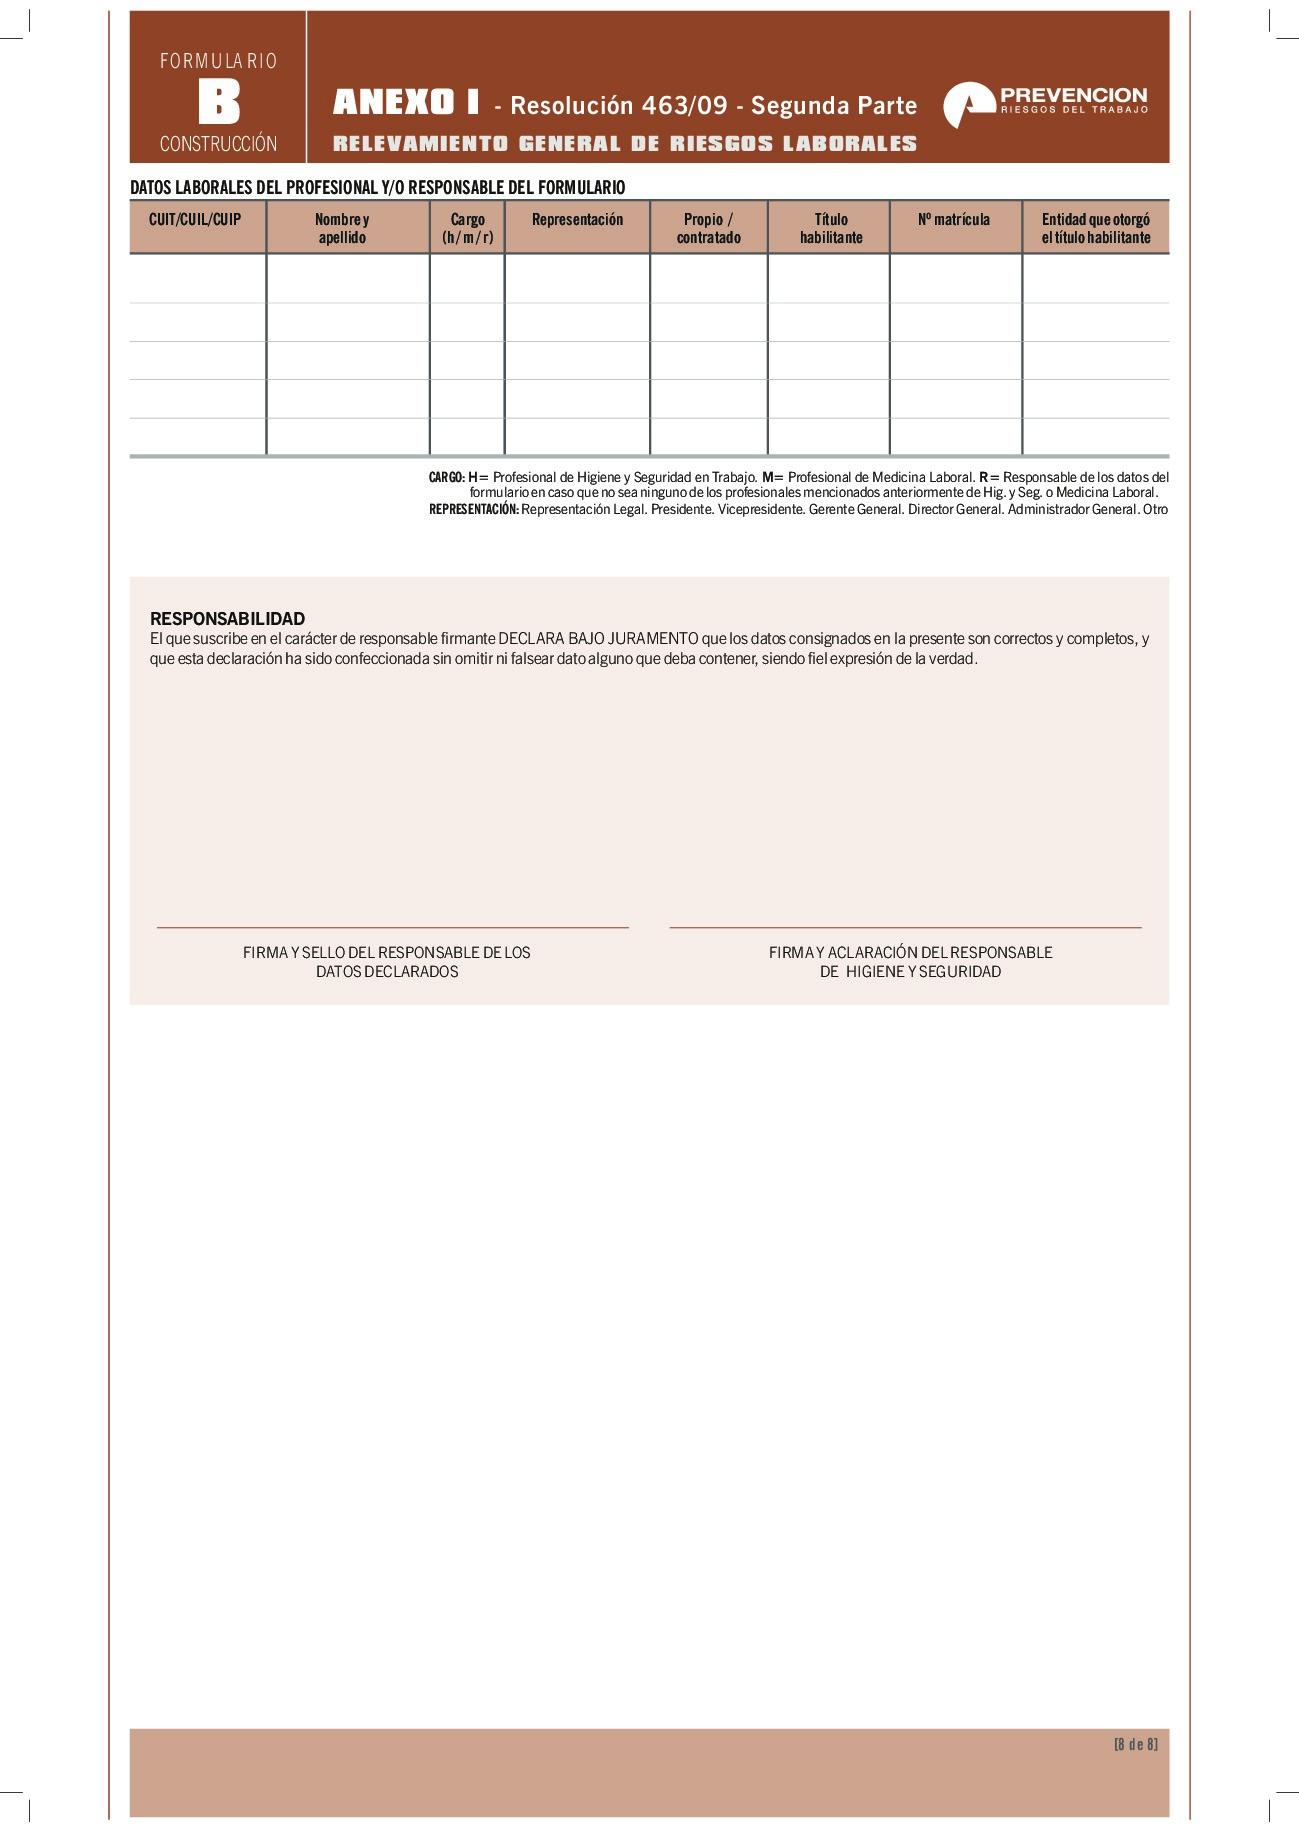 FORMULARIO
B
CONSTRUCCIÓN
ANEXO I - Resolución 463/09 - Segunda Parte
RELEVAMIENTO GENERAL DE RIESGOS LABORALES
PREVENCION
RIESGOS DEL TRABAJO
DATOS LABORALES DEL PROFESIONAL Y/O RESPONSABLE DEL FORMULARIO
CUIT/CUIL/CUIP
Nombre y
apellido
Cargo
(h / m / r)
Representación
Propio /
contratado
Título
habilitante
Nº matrícula
Entidad que otorgó
el título habilitante
CARGO: H= Profesional de Higiene y Seguridad en Trabajo. M= Profesional de Medicina Laboral. R= Responsable de los datos del
formulario en caso que no sea ninguno de los profesionales mencionados anteriormente de Hig. y Seg. o Medicina Laboral.
REPRESENTACIÓN: Representación Legal. Presidente. Vicepresidente. Gerente General. Director General. Administrador General. Otro
RESPONSABILIDAD
El que suscribe en el carácter de responsable firmante DECLARA BAJO JURAMENTO que los datos consignados en la presente son correctos y completos, y
que esta declaración ha sido confeccionada sin omitir ni falsear dato alguno que deba contener, siendo fiel expresión de la verdad.
FIRMA Y SELLO DEL RESPONSABLE DE LOS
DATOS DECLARADOS
FIRMA Y ACLARACIÓN DEL RESPONSABLE
DE HIGIENE Y SEGURIDAD
[8 de 8]